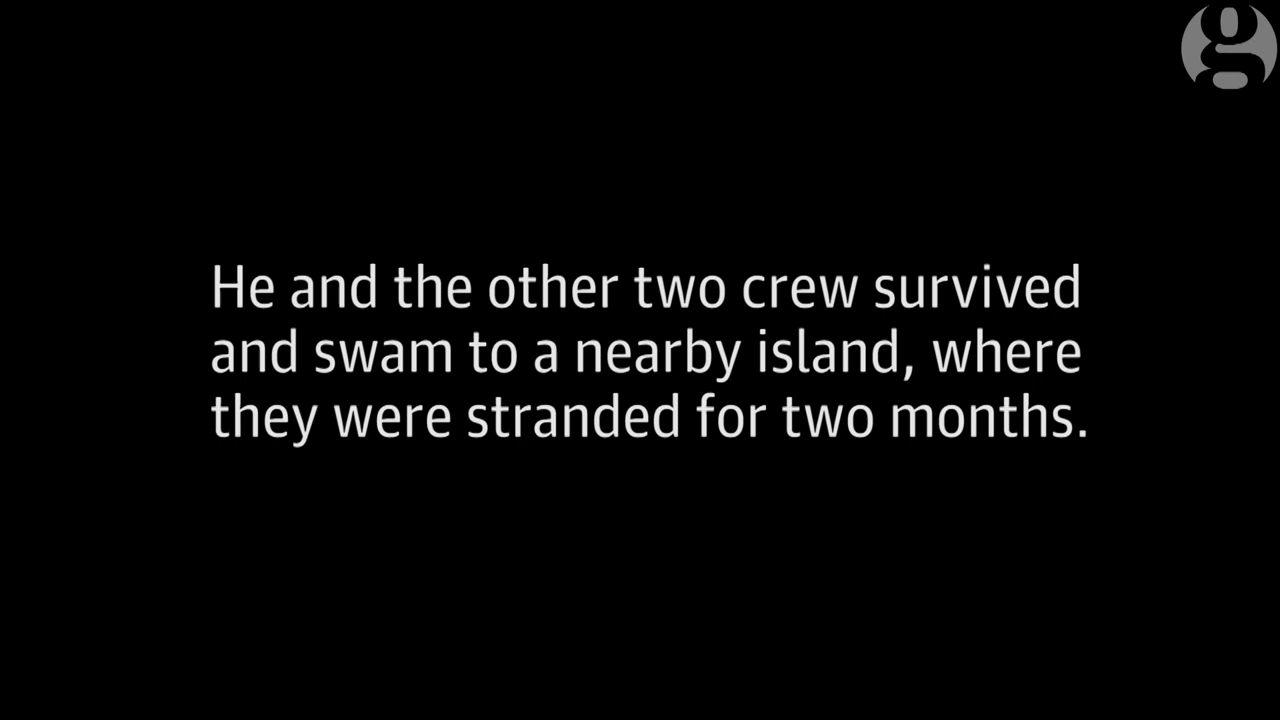 g
He and the other two crew survived
and swam to a nearby island, where
they were stranded for two months.